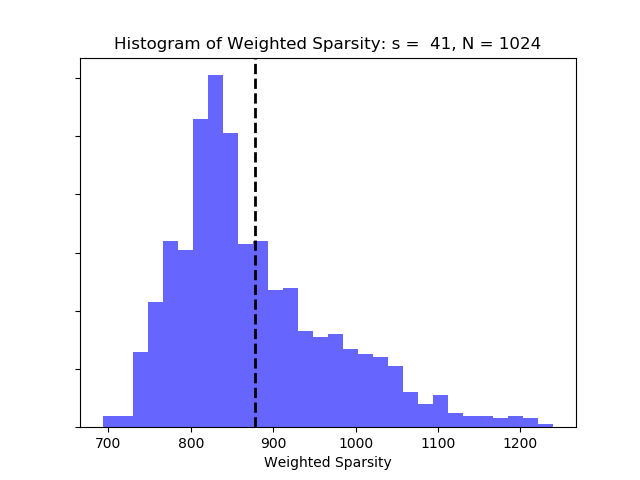 Histogram of Weighted Sparsity: s =  41, N = 1024
700 800 900 1000 1100 1200
Weighted Sparsity